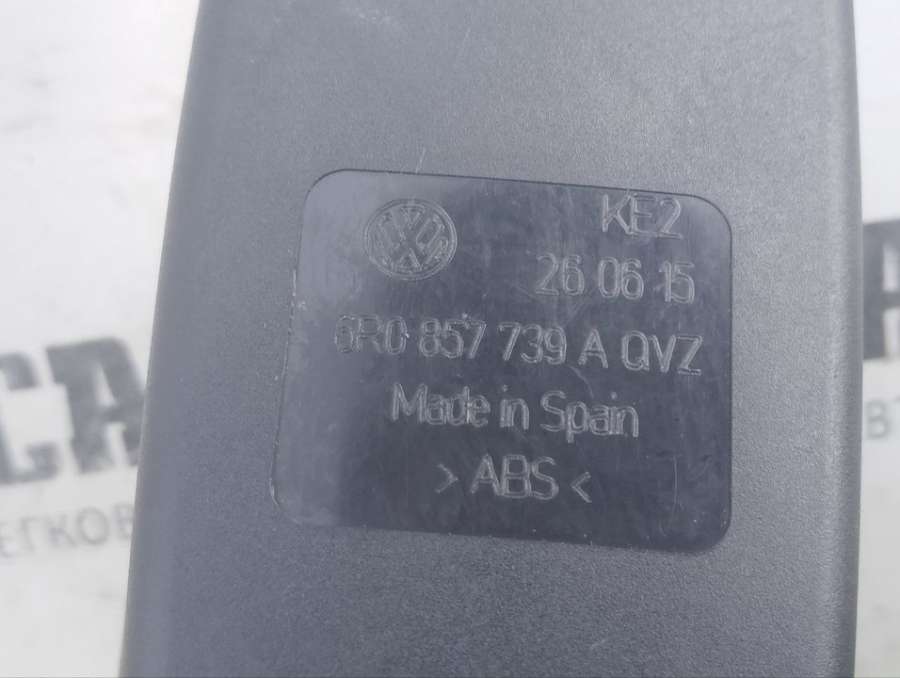 KE2
26 06 15
6R0 857 739 A QVZ
Made in Spain
>ABS<